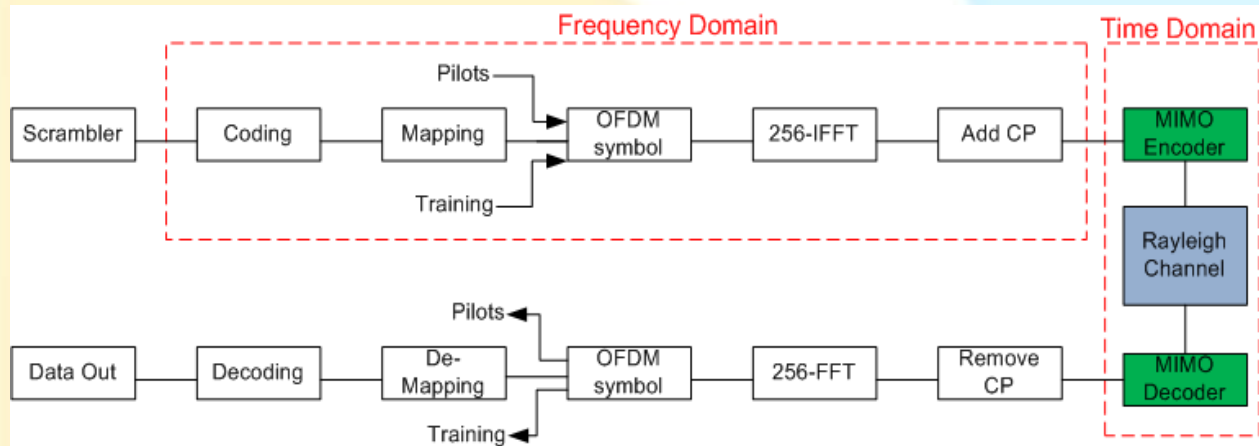 Frequency Domain
Time Domain
Pilots
Scrambler
Coding
Mapping
OFDM
symbol
256-IFFT
Add CP
MIMO
Encoder
Training
Rayleigh
Channel
Pilots
Data Out
Decoding
De-
Mapping
OFDM
symbol
256-FFT
Remove
CP
MIMO
Decoder
Training